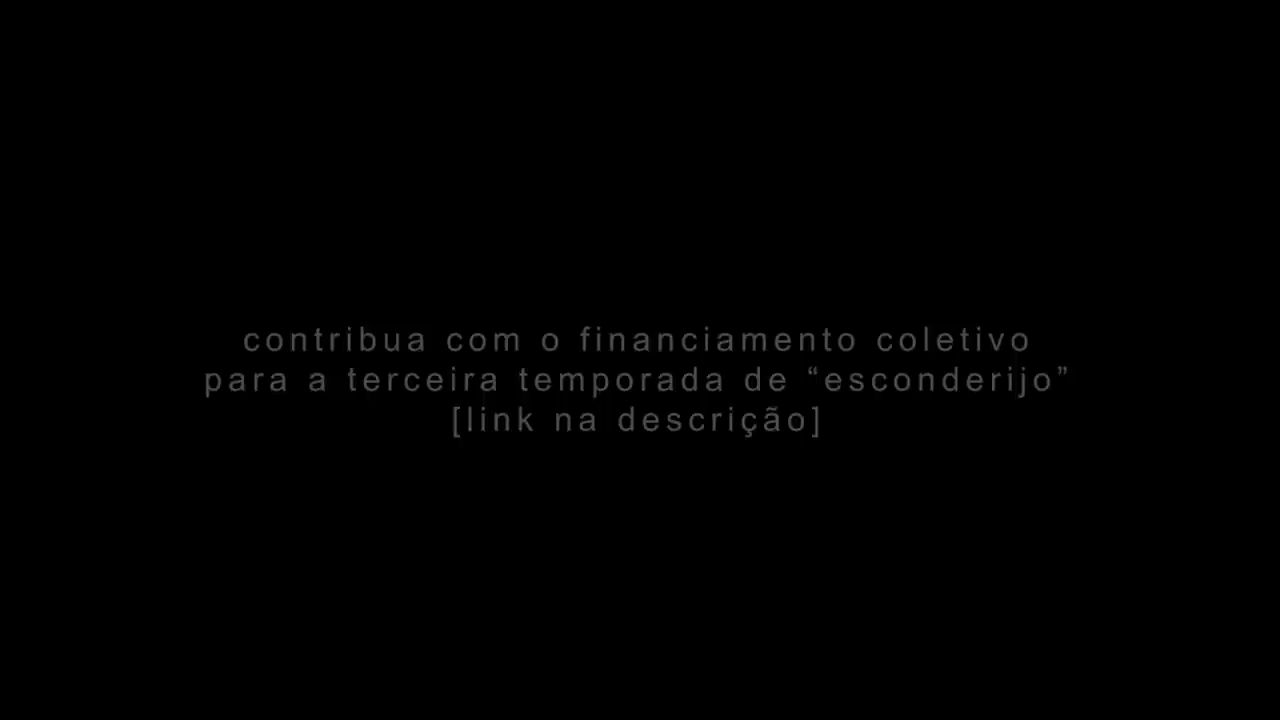 contribua com o financiamento coletivo
para a terceira temporada de “esconderijo”
[link na descrição]